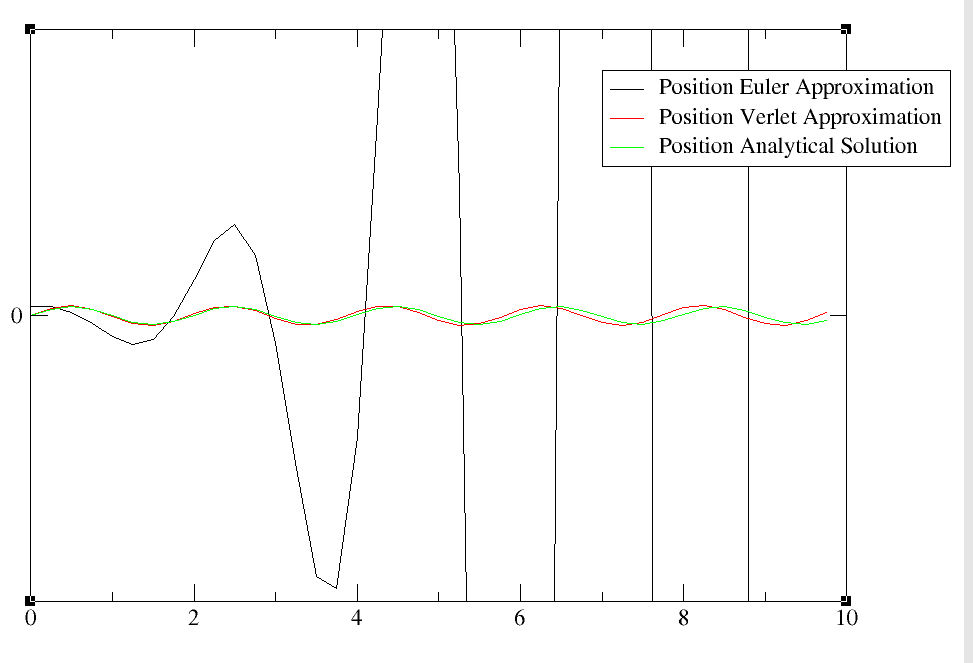 Position Euler Approximation
Position Verlet Approximation
Position Analytical Solution
0
0 2 4 6 8 10